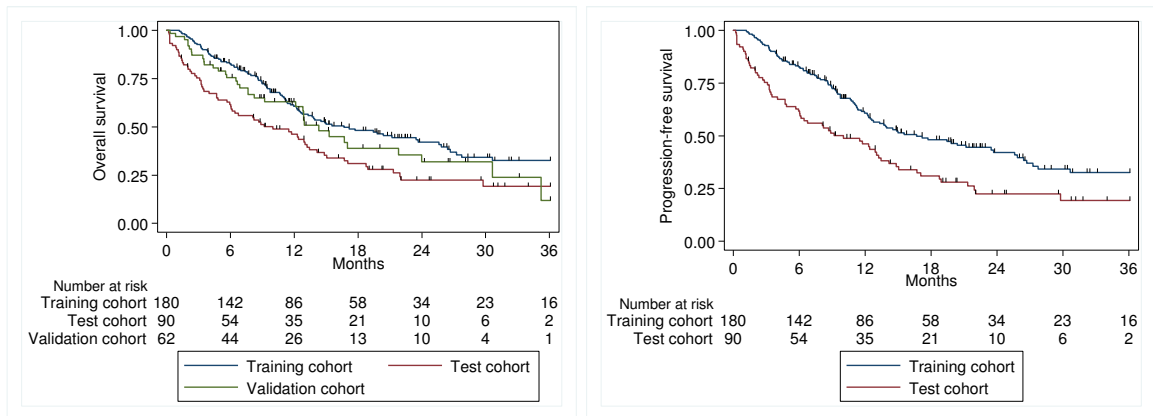 Overall survival
1.00
0.75
0.50
0.25
0.00
0 6 12 18 24 30 36
Months
Number at risk
Training cohort 180 142 86 58 34 23 16
Test cohort 90 54 35 21 10 6 2
Validation cohort 62 44 26 13 10 4 1
Training cohort Test cohort
Validation cohort
Progression-free survival
1.00
0.75
0.50
0.25
0.00
0 6 12 18 24 30 36
Months
Number at risk
Training cohort 180 142 86 58 34 23 16
Test cohort 90 54 35 21 10 6 2
Training cohort
Test cohort